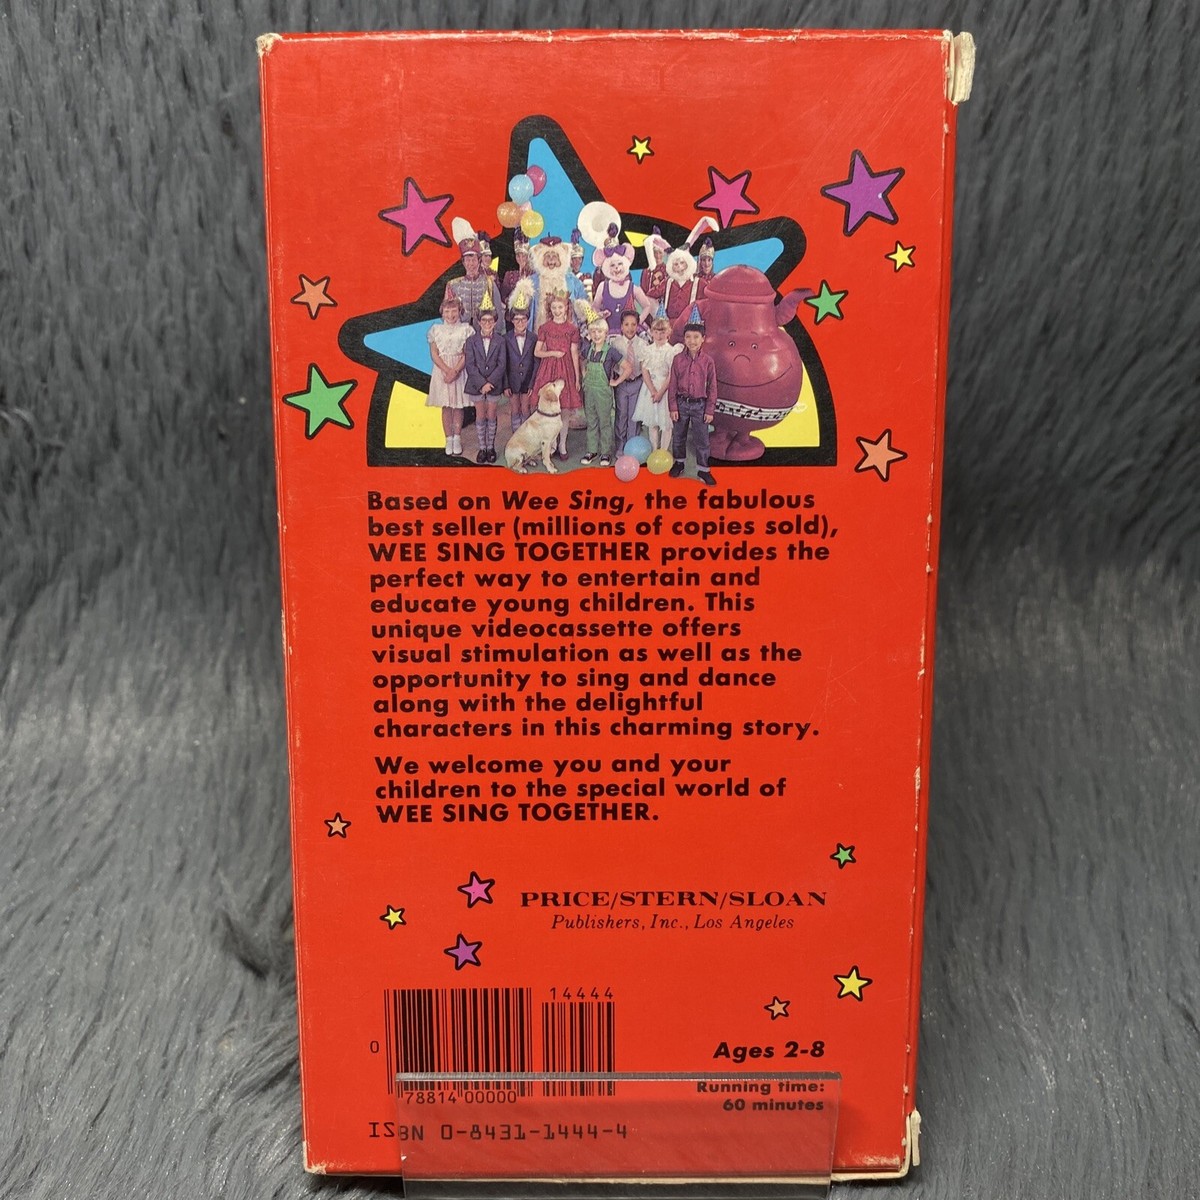 Based on Wee Sing, the fabulous
best seller (millions of copies sold),
WEE SING TOGETHER provides the
perfect way to entertain and
educate young children. This
unique videocassette offers
visual stimulation as well as the
opportunity to sing and dance
along with the delightful
characters in this charming story.
We welcome you and your
children to the special world of
WEE SING TOGETHER.
PRICE/STERN/SLOAN
Publishers, Inc., Los Angeles
14444
0
78814 00000
ISBN 0-8431-1444-4
Ages 2-8
Running time:
60 minutes